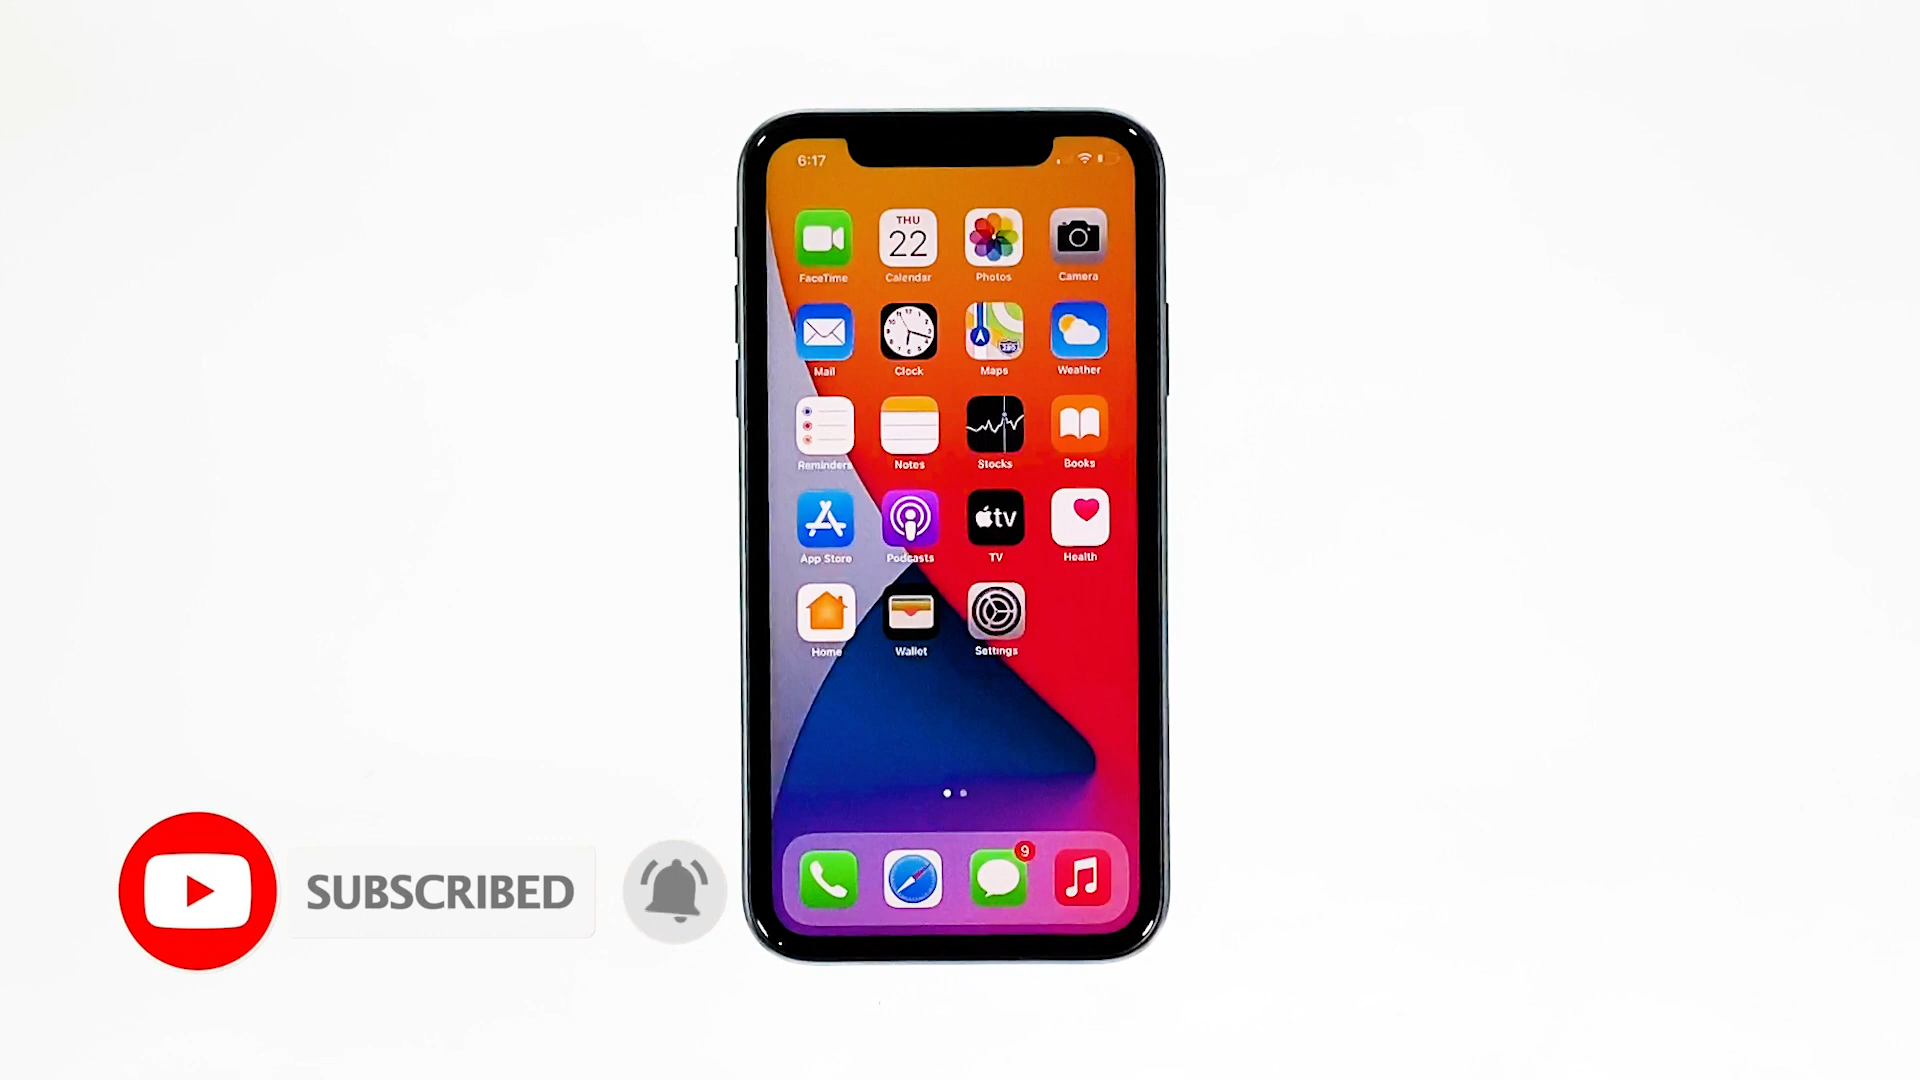 6:17
THU
22
FaceTime
Calendar
Photos
Camera
Mail
Clock
Maps
Weather
Reminders
Notes
Stocks
Books
tv
App Store
Podcasts
TV
Health
Home
Wallet
Settings
9
SUBSCRIBED